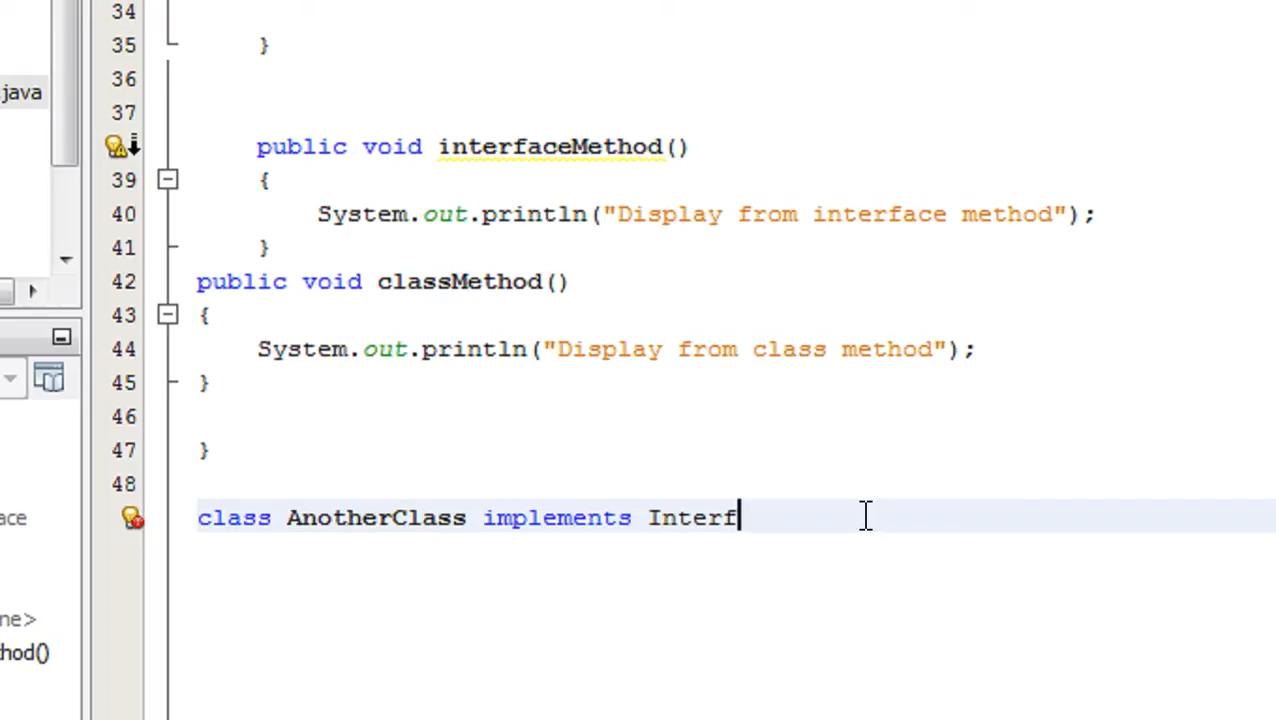 34
35 }
36
.java
37
public void interfaceMethod()
39 {
40 System.out.println("Display from interface method");
41 }
42 public void classMethod()
43 {
44 System.out.println("Display from class method");
45 }
46
47 }
48
class AnotherClass implements Interf
ace
ne>
hod()